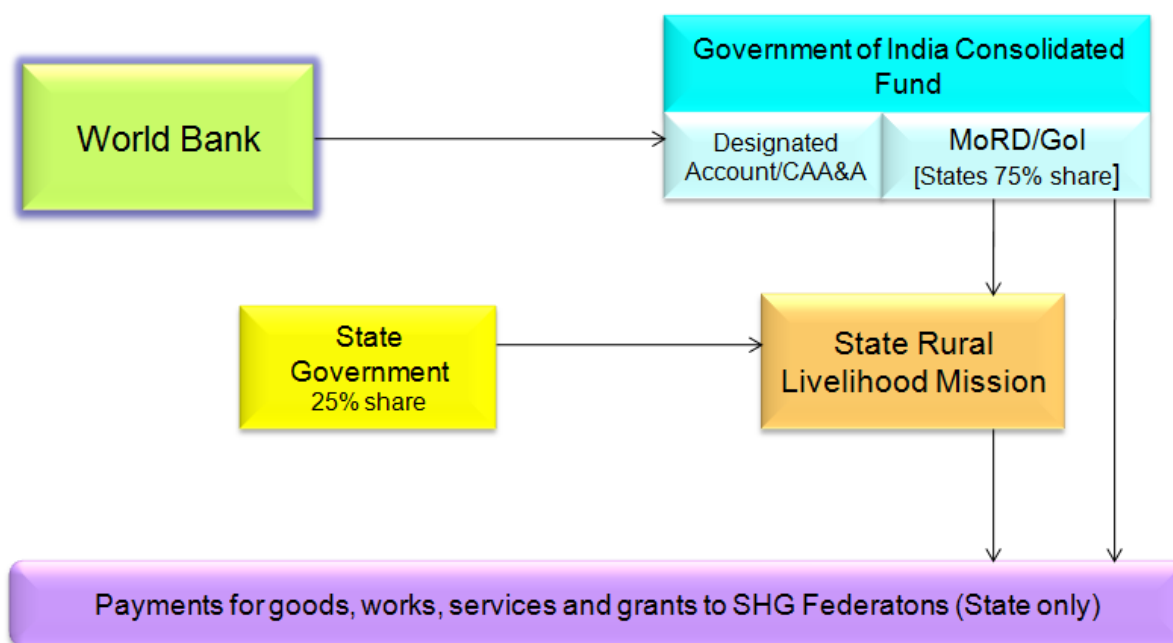 World Bank
Government of India Consolidated
Fund
Designated
Account/CAA&A
MoRD/GoI
[States 75% share]
State
Government
25% share
State Rural
Livelihood Mission
Payments for goods, works, services and grants to SHG Federatons (State only)